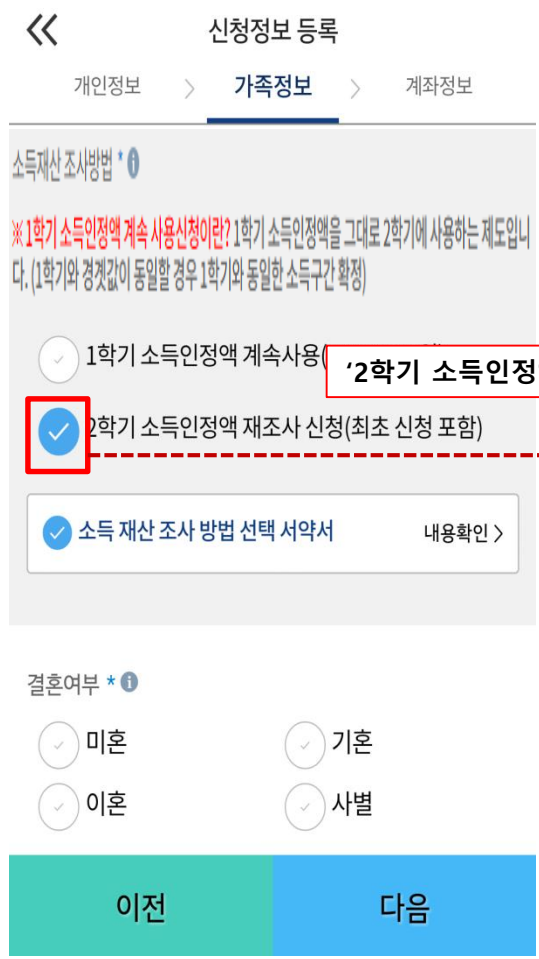 신청정보 등록
개인정보 > 가족정보 > 계좌정보
소득재산 조사방법 *
※1학기 소득인정액 계속 사용신청이란? 1학기 소득인정액을 그대로 2학기에 사용하는 제도입니
다. (1학기와 경곗값이 동일할 경우 1학기와 동일한 소득구간 확정)
1학기 소득인정액 계속사용(
‘2학기 소득인정
2학기 소득인정액 재조사 신청(최초 신청 포함)
소득 재산 조사 방법 선택 서약서 내용확인 >
결혼여부 *
미혼 기혼
이혼 사별
이전 다음